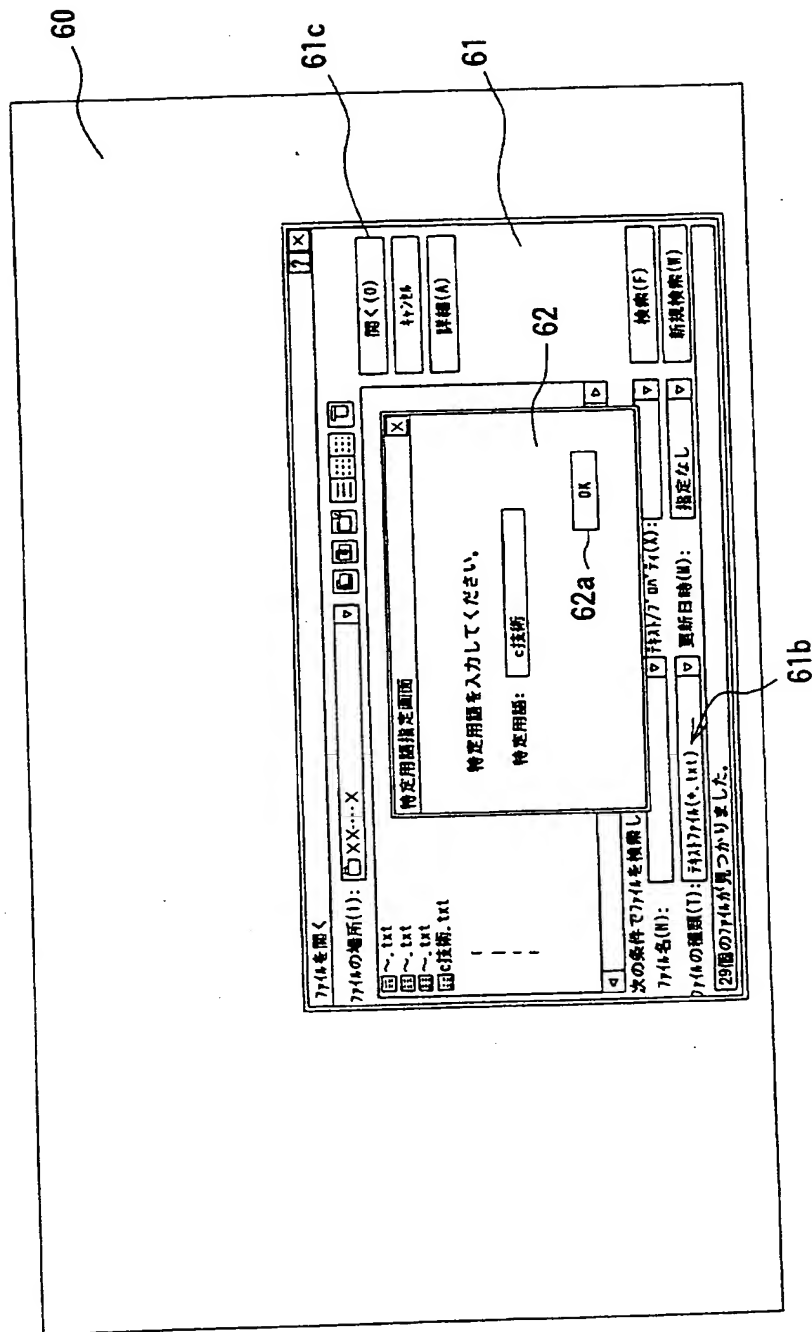 60
61c
61
ファイルを開く
? X
ファイルの場所(I): XX····X
開く(O)
キャンセル
詳細(A)
~.txt
~.txt
~.txt
c技術.txt
特定用語指定画面
X
特定用語を入力してください。
特定用語: c技術
62
OK
62a
次の条件でファイルを検索し
ファイル名(N):
テキスト/プロパティ(X):
検索(F)
ファイルの種類(T): テキストファイル(*.txt)
更新日時(M): 指定なし
新規検索(W)
29個のファイルが見つかりました。
61b